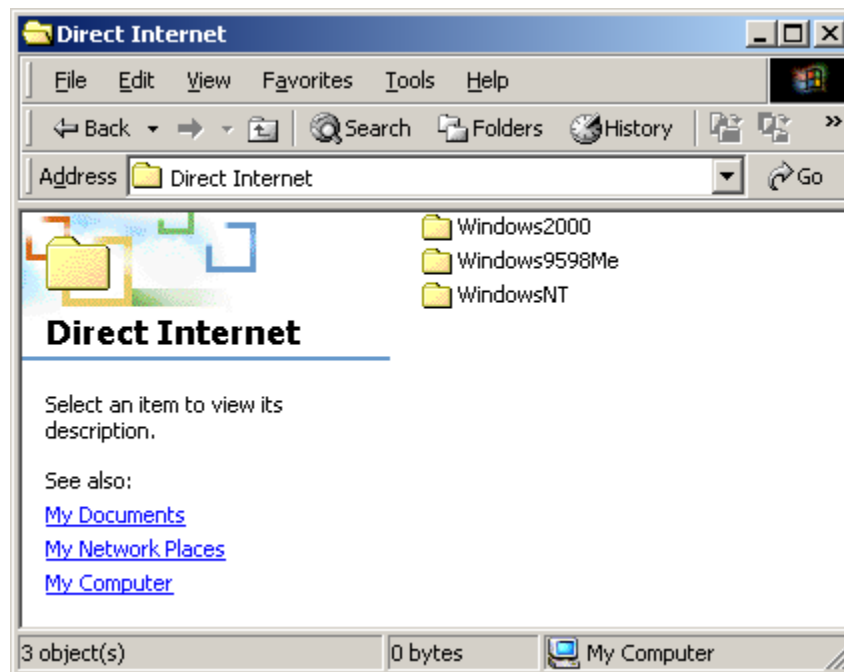 Direct Internet
File Edit View Favorites Tools Help
Back Search Folders History »
Address Direct Internet Go
Windows2000
Windows9598Me
WindowsNT
Direct Internet
Select an item to view its
description.
See also:
My Documents
My Network Places
My Computer
3 object(s) 0 bytes My Computer